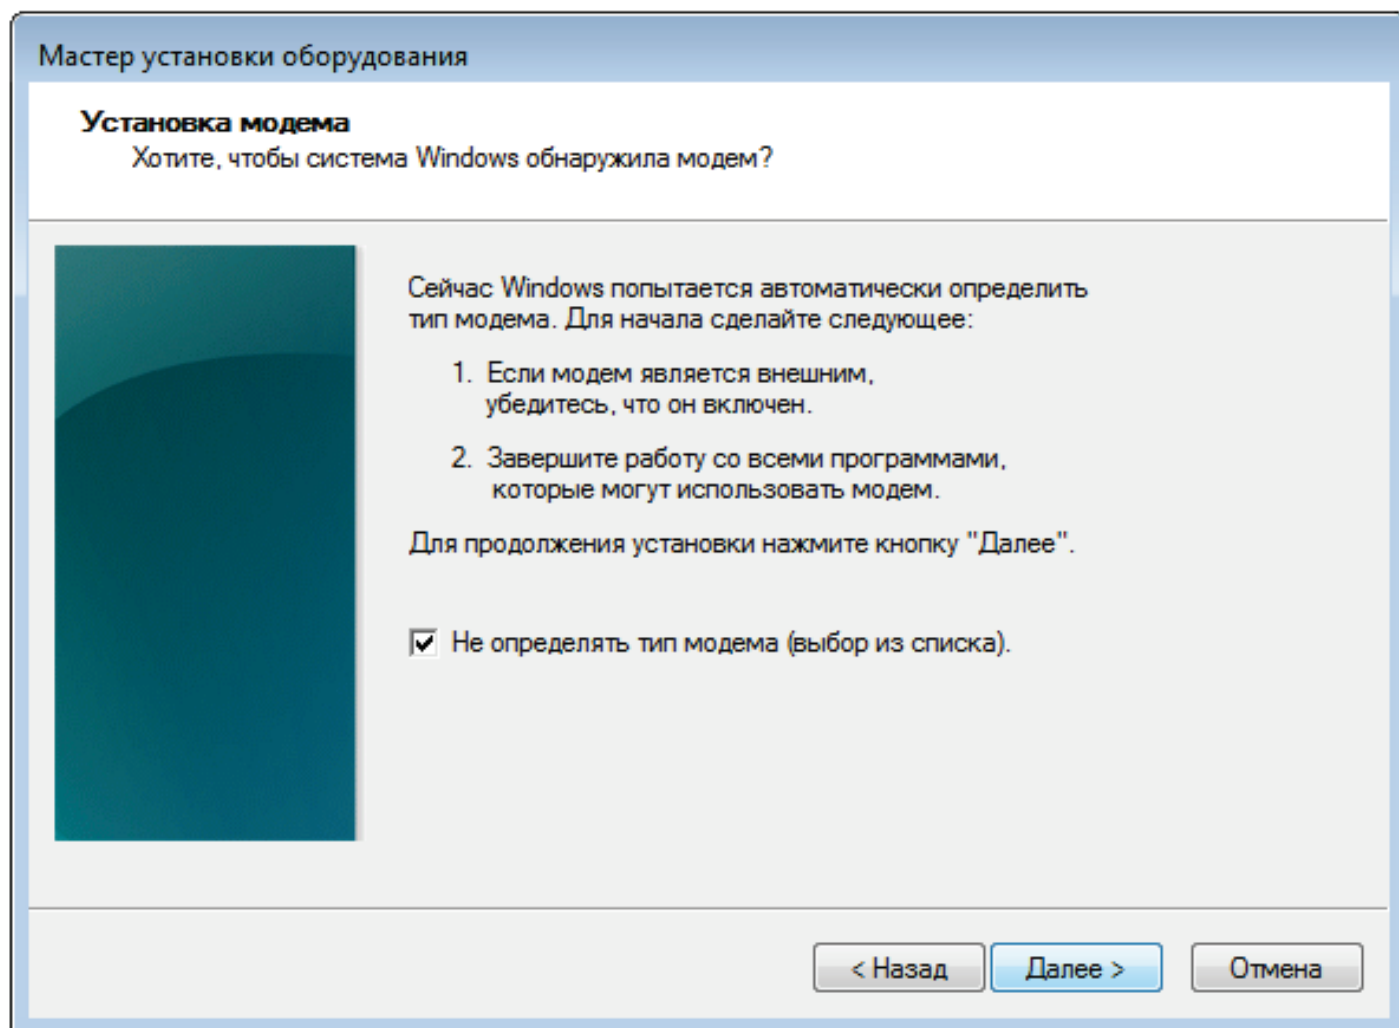 Мастер установки оборудования
Установка модема
Хотите, чтобы система Windows обнаружила модем?
Сейчас Windows попытается автоматически определить
тип модема. Для начала сделайте следующее:
1. Если модем является внешним,
убедитесь, что он включен.
2. Завершите работу со всеми программами,
которые могут использовать модем.
Для продолжения установки нажмите кнопку "Далее".
Не определять тип модема (выбор из списка).
< Назад Далее > Отмена